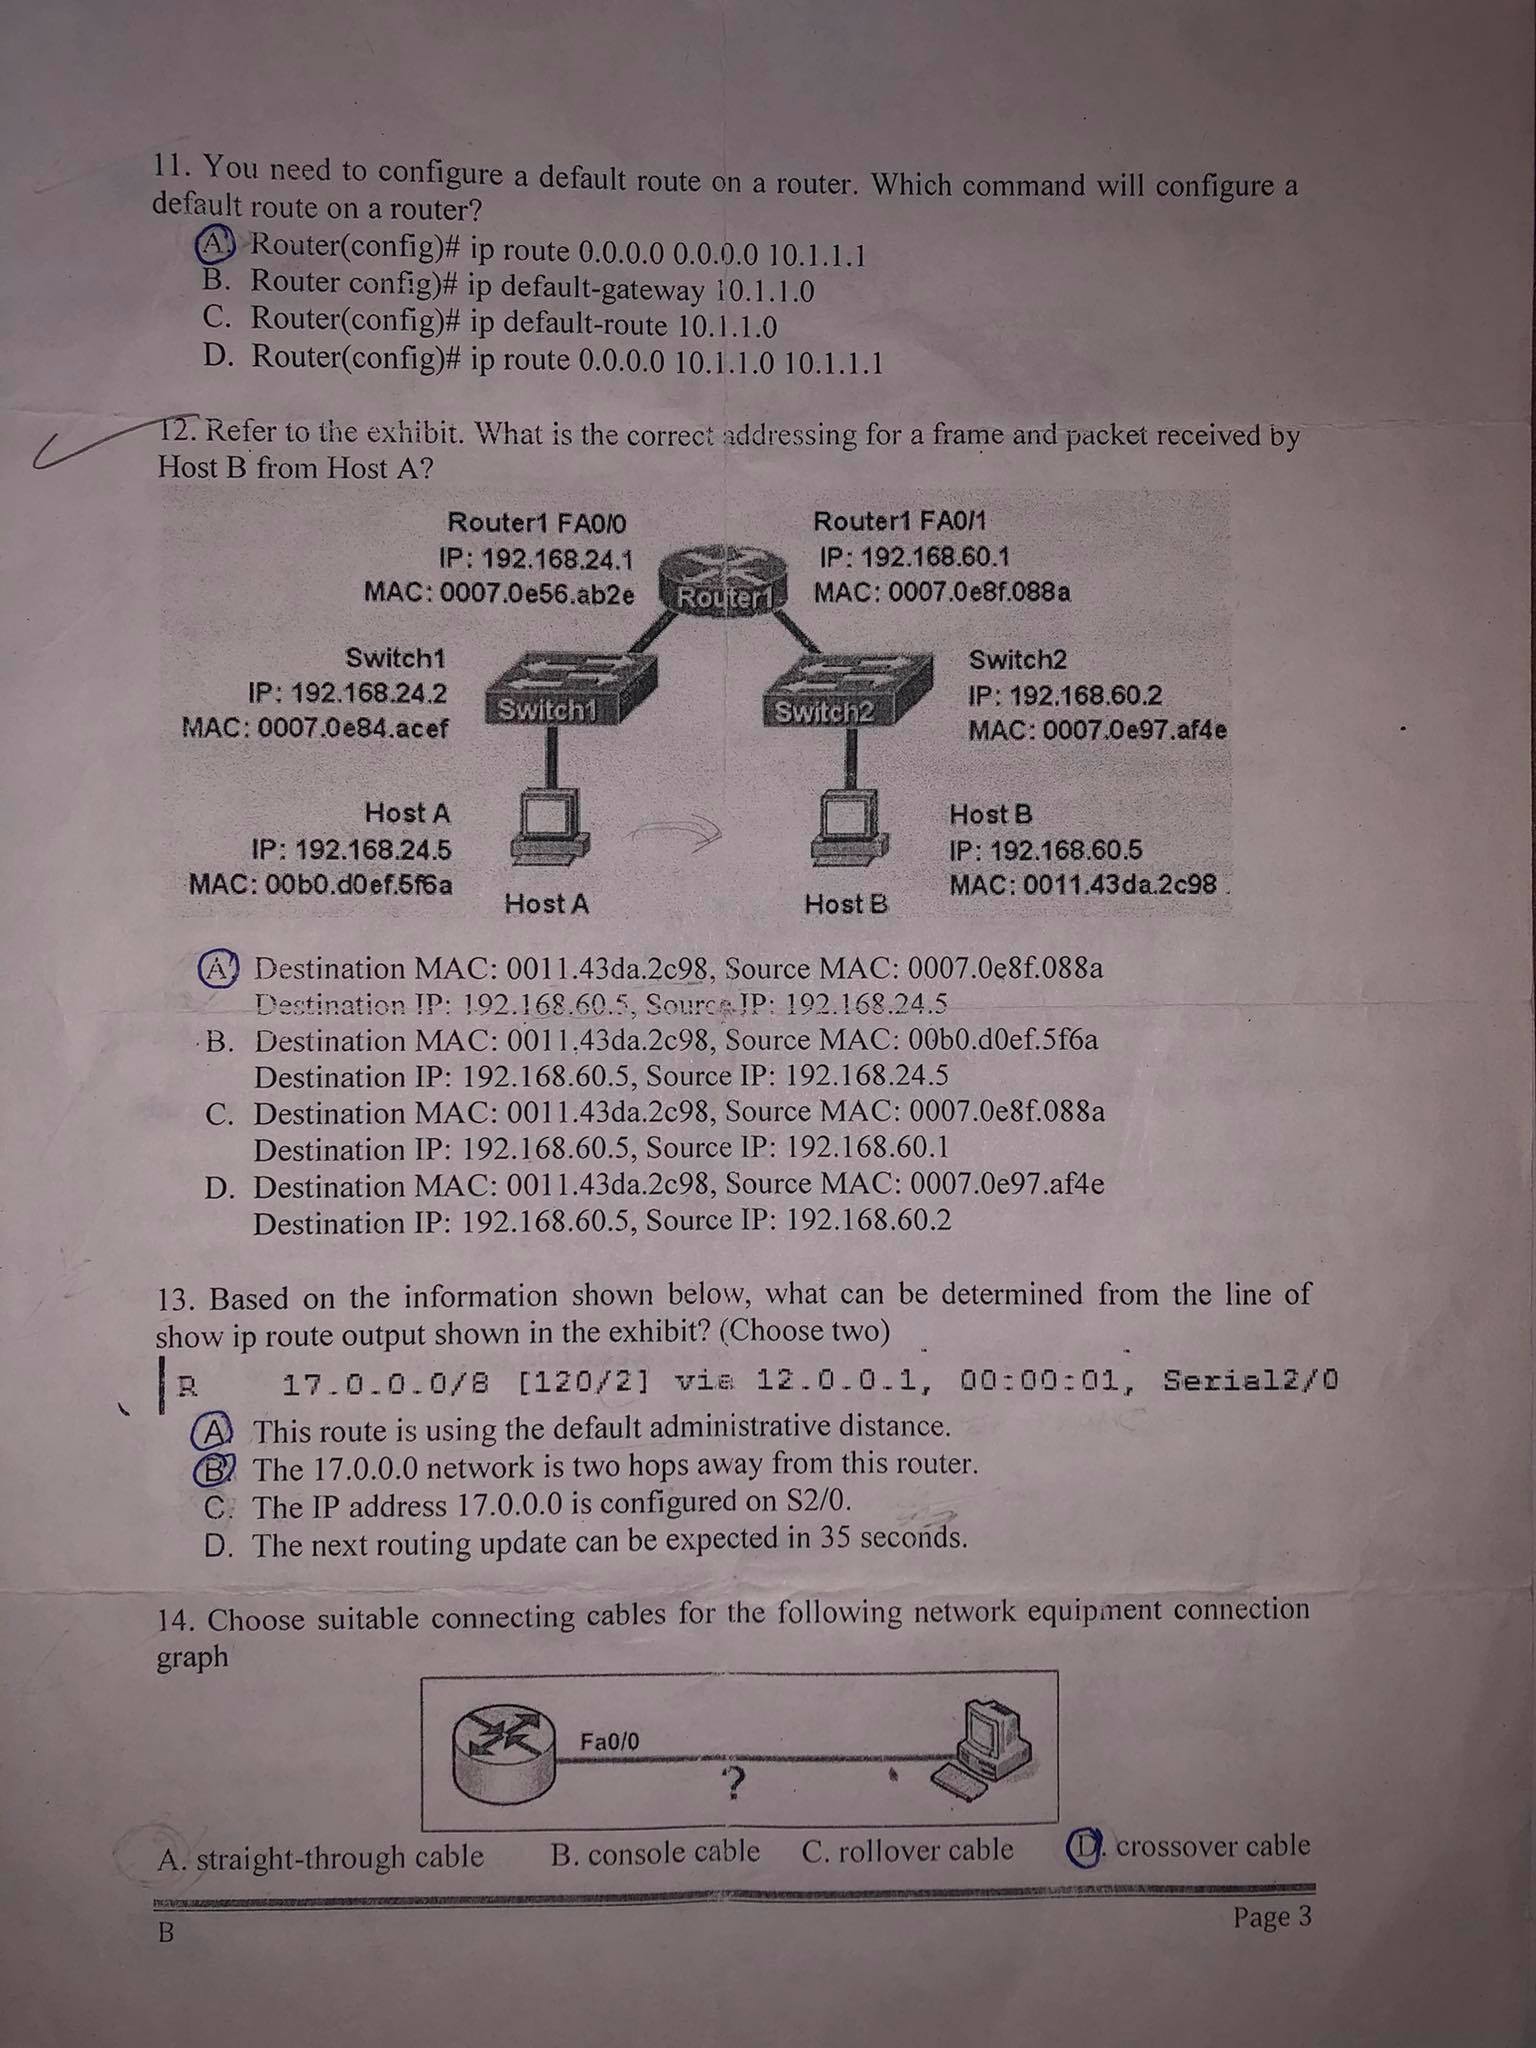 11. You need to configure a default route on a router. Which command will configure a
default route on a router?
A. Router(config)# ip route 0.0.0.0 0.0.0.0 10.1.1.1
B. Router config)# ip default-gateway 10.1.1.0
C. Router(config)# ip default-route 10.1.1.0
D. Router(config)# ip route 0.0.0.0 10.1.1.0 10.1.1.1
12. Refer to the exhibit. What is the correct addressing for a frame and packet received by
Host B from Host A?
Router1 FA0/0
IP: 192.168.24.1
MAC: 0007.0e56.ab2e
Router1
Router1 FA0/1
IP: 192.168.60.1
MAC: 0007.0e8f.088a
Switch1
IP: 192.168.24.2
MAC: 0007.0e84.acef
Switch1
Switch2
Switch2
IP: 192.168.60.2
MAC: 0007.0e97.af4e
Host A
IP: 192.168.24.5
MAC: 00b0.d0ef.5f6a
Host A
Host B
Host B
IP: 192.168.60.5
MAC: 0011.43da.2c98
A. Destination MAC: 0011.43da.2c98, Source MAC: 0007.0e8f.088a
Destination IP: 192.168.60.5, Source IP: 192.168.24.5
B. Destination MAC: 0011.43da.2c98, Source MAC: 00b0.d0ef.5f6a
Destination IP: 192.168.60.5, Source IP: 192.168.24.5
C. Destination MAC: 0011.43da.2c98, Source MAC: 0007.0e8f.088a
Destination IP: 192.168.60.5, Source IP: 192.168.60.1
D. Destination MAC: 0011.43da.2c98, Source MAC: 0007.0e97.af4e
Destination IP: 192.168.60.5, Source IP: 192.168.60.2
13. Based on the information shown below, what can be determined from the line of
show ip route output shown in the exhibit? (Choose two)
R 17.0.0.0/8 [120/2] via 12.0.0.1, 00:00:01, Serial2/0
A. This route is using the default administrative distance.
B. The 17.0.0.0 network is two hops away from this router.
C. The IP address 17.0.0.0 is configured on S2/0.
D. The next routing update can be expected in 35 seconds.
14. Choose suitable connecting cables for the following network equipment connection
graph
Fa0/0
?
A. straight-through cable B. console cable C. rollover cable D. crossover cable
B Page 3